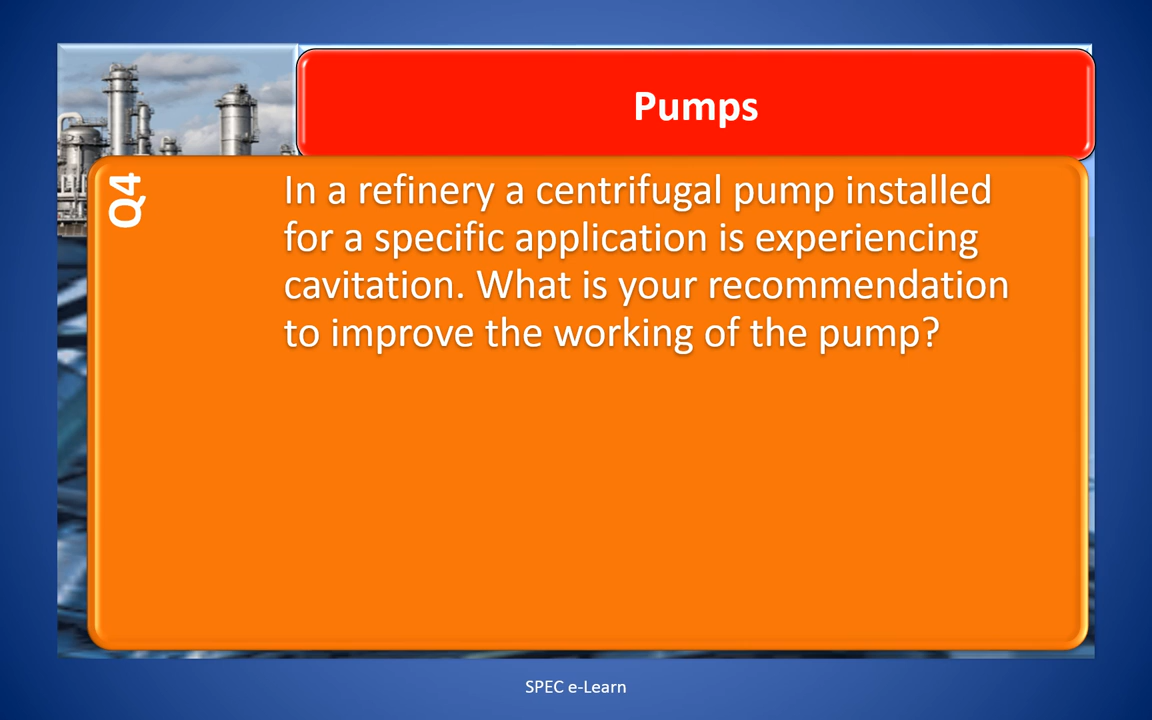 Pumps
Q4
In a refinery a centrifugal pump installed
for a specific application is experiencing
cavitation. What is your recommendation
to improve the working of the pump?
SPEC e-Learn